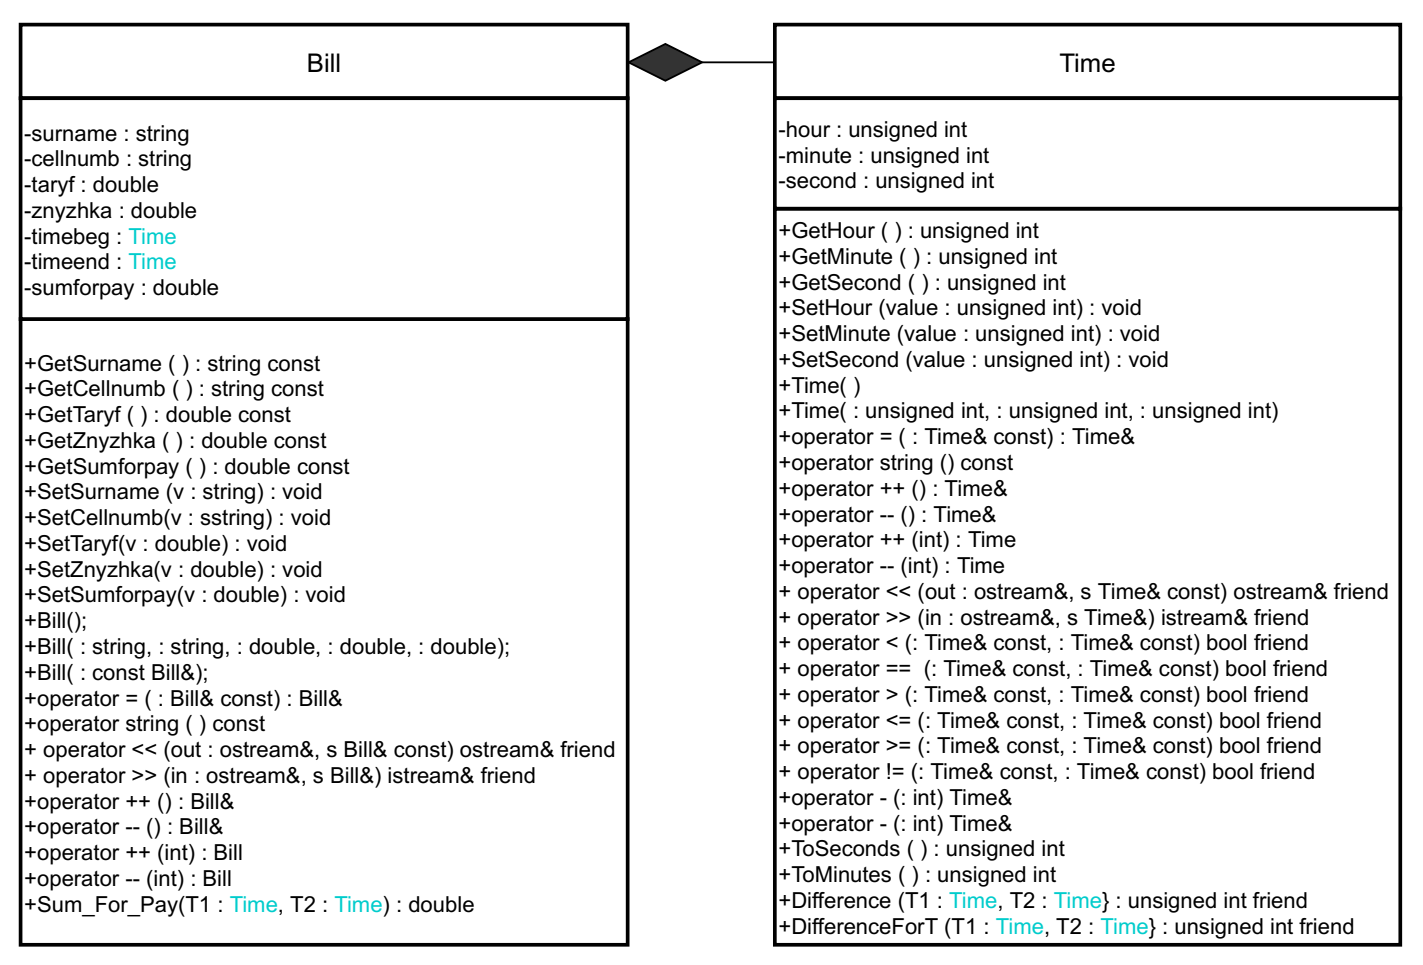 Bill
-surname : string
-cellnumb : string
-taryf : double
-znyzhka : double
-timebeg : Time
-timeend : Time
-sumforpay : double
+GetSurname ( ) : string const
+GetCellnumb ( ) : string const
+GetTaryf ( ) : double const
+GetZnyzhka ( ) : double const
+GetSumforpay ( ) : double const
+SetSurname (v : string) : void
+SetCellnumb(v : sstring) : void
+SetTaryf(v : double) : void
+SetZnyzhka(v : double) : void
+SetSumforpay(v : double) : void
+Bill();
+Bill( : string, : string, : double, : double, : double);
+Bill( : const Bill&);
+operator = ( : Bill& const) : Bill&
+operator string ( ) const
+ operator << (out : ostream&, s Bill& const) ostream& friend
+ operator >> (in : ostream&, s Bill&) istream& friend
+operator ++ () : Bill&
+operator -- () : Bill&
+operator ++ (int) : Bill
+operator -- (int) : Bill
+Sum_For_Pay(T1 : Time, T2 : Time) : double
Time
-hour : unsigned int
-minute : unsigned int
-second : unsigned int
+GetHour ( ) : unsigned int
+GetMinute ( ) : unsigned int
+GetSecond ( ) : unsigned int
+SetHour (value : unsigned int) : void
+SetMinute (value : unsigned int) : void
+SetSecond (value : unsigned int) : void
+Time( )
+Time( : unsigned int, : unsigned int, : unsigned int)
+operator = ( : Time& const) : Time&
+operator string () const
+operator ++ () : Time&
+operator -- () : Time&
+operator ++ (int) : Time
+operator -- (int) : Time
+ operator << (out : ostream&, s Time& const) ostream& friend
+ operator >> (in : ostream&, s Time&) istream& friend
+ operator < (: Time& const, : Time& const) bool friend
+ operator ==  (: Time& const, : Time& const) bool friend
+ operator > (: Time& const, : Time& const) bool friend
+ operator <= (: Time& const, : Time& const) bool friend
+ operator >= (: Time& const, : Time& const) bool friend
+ operator != (: Time& const, : Time& const) bool friend
+operator - (: int) Time&
+operator - (: int) Time&
+ToSeconds ( ) : unsigned int
+ToMinutes ( ) : unsigned int
+Difference (T1 : Time, T2 : Time} : unsigned int friend
+DifferenceForT (T1 : Time, T2 : Time} : unsigned int friend